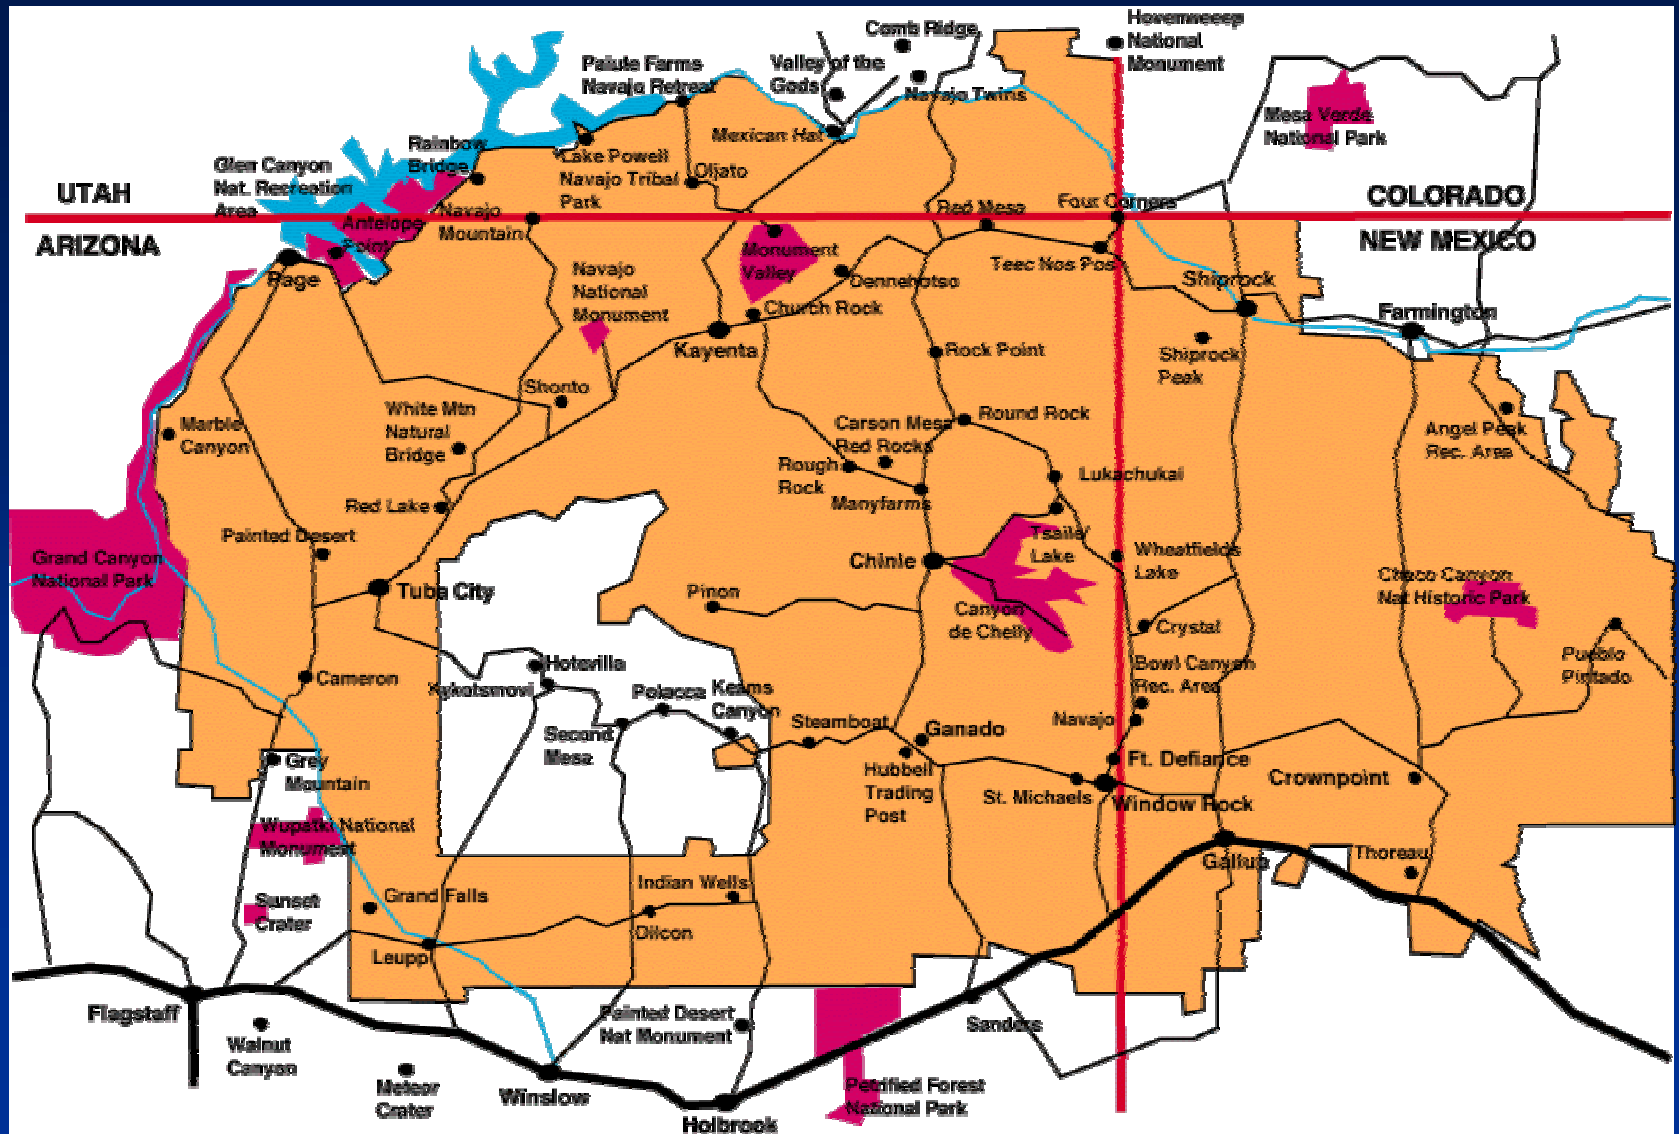 Comb Ridge
Hovenweeep
National
Monument
Paiute Farms
Navajo Retreat
Valley of the
Gods
Navajo Twins
Mesa Verde
National Park
Mexican Hat
Rainbow
Bridge
Glen Canyon
Nat. Recreation
Area
Lake Powell
Navajo Tribal
Park
Oljato
UTAH
COLORADO
ARIZONA
NEW MEXICO
Antelope
Point
Navajo
Mountain
Red Mesa
Four Corners
Monument
Valley
Teec Nos Pos
Page
Navajo
National
Monument
Dennehotso
Shiprock
Church Rock
Farmington
Kayenta
Rock Point
Shiprock
Peak
Shonto
White Mtn
Natural
Bridge
Marble
Canyon
Carson Mesa
Red Rocks
Round Rock
Angel Peak
Rec. Area
Rough
Rock
Lukachukai
Manyfarms
Red Lake
Painted Desert
Tsaile/
Lake
Grand Canyon
National Park
Chinle
Wheatfields
Lake
Tuba City
Pinon
Chaco Canyon
Nat Historic Park
Canyon
de Chelly
Crystal
Hotevilla
Bowl Canyon
Rec. Area
Pueblo
Pintado
Cameron
Kykotsmovi
Polacca
Keams
Canyon
Steamboat
Navajo
Second
Mesa
Ganado
Grey
Mountain
Hubbell
Trading
Post
Ft. Defiance
Crownpoint
St. Michaels
Window Rock
Wupatki National
Monument
Gallup
Thoreau
Sunset
Crater
Grand Falls
Indian Wells
Dilcon
Leupp
Flagstaff
Painted Desert
Nat Monument
Sanders
Walnut
Canyon
Meteor
Crater
Winslow
Petrified Forest
National Park
Holbrook